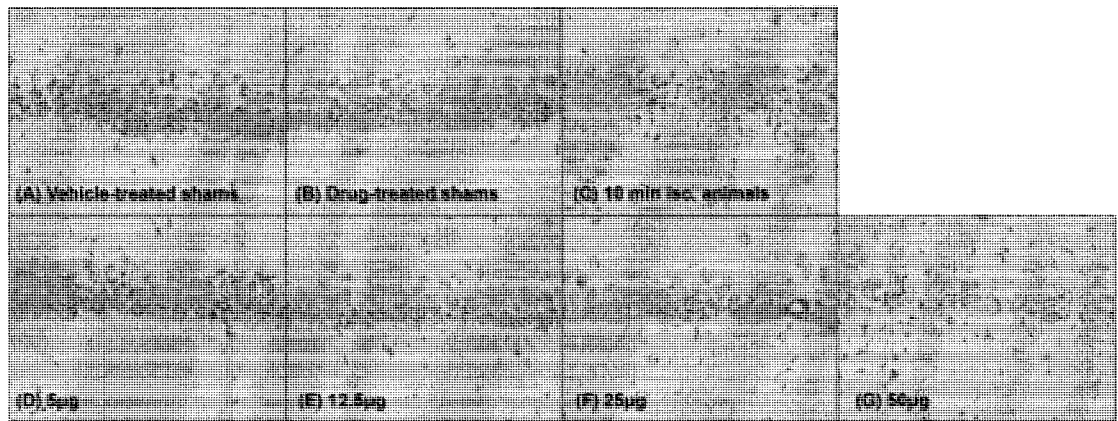 (A) Vehicle-treated shams
(B) Drug-treated shams
(C) 10 min isc. animals
(D) 5µg
(E) 12.5µg
(F) 25µg
(G) 50µg